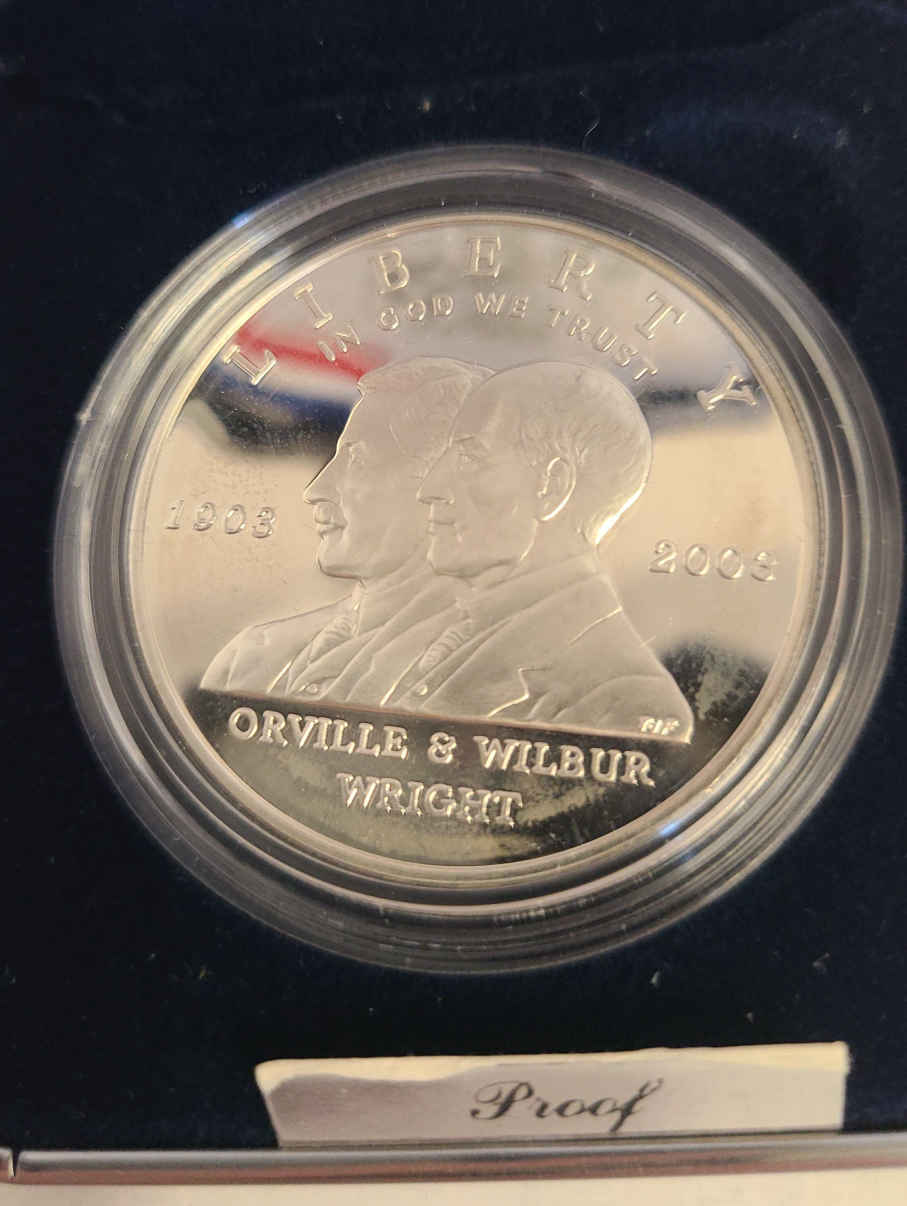 LIBERTY
IN GOD WE TRUST
1903
2003
ORVILLE & WILBUR
WRIGHT
Proof